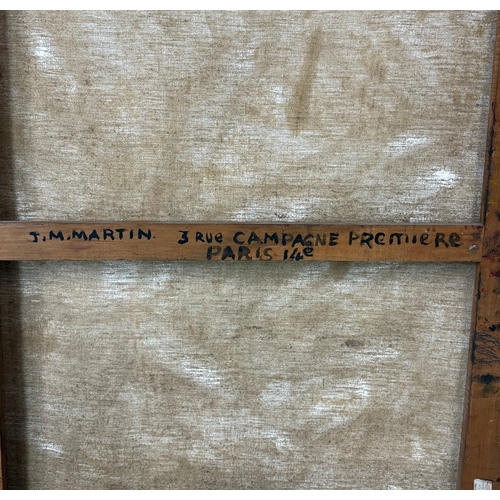 J.M.MARTIN. 3 RUE CAMPAGNE PREMIÈRE
PARIS 14e